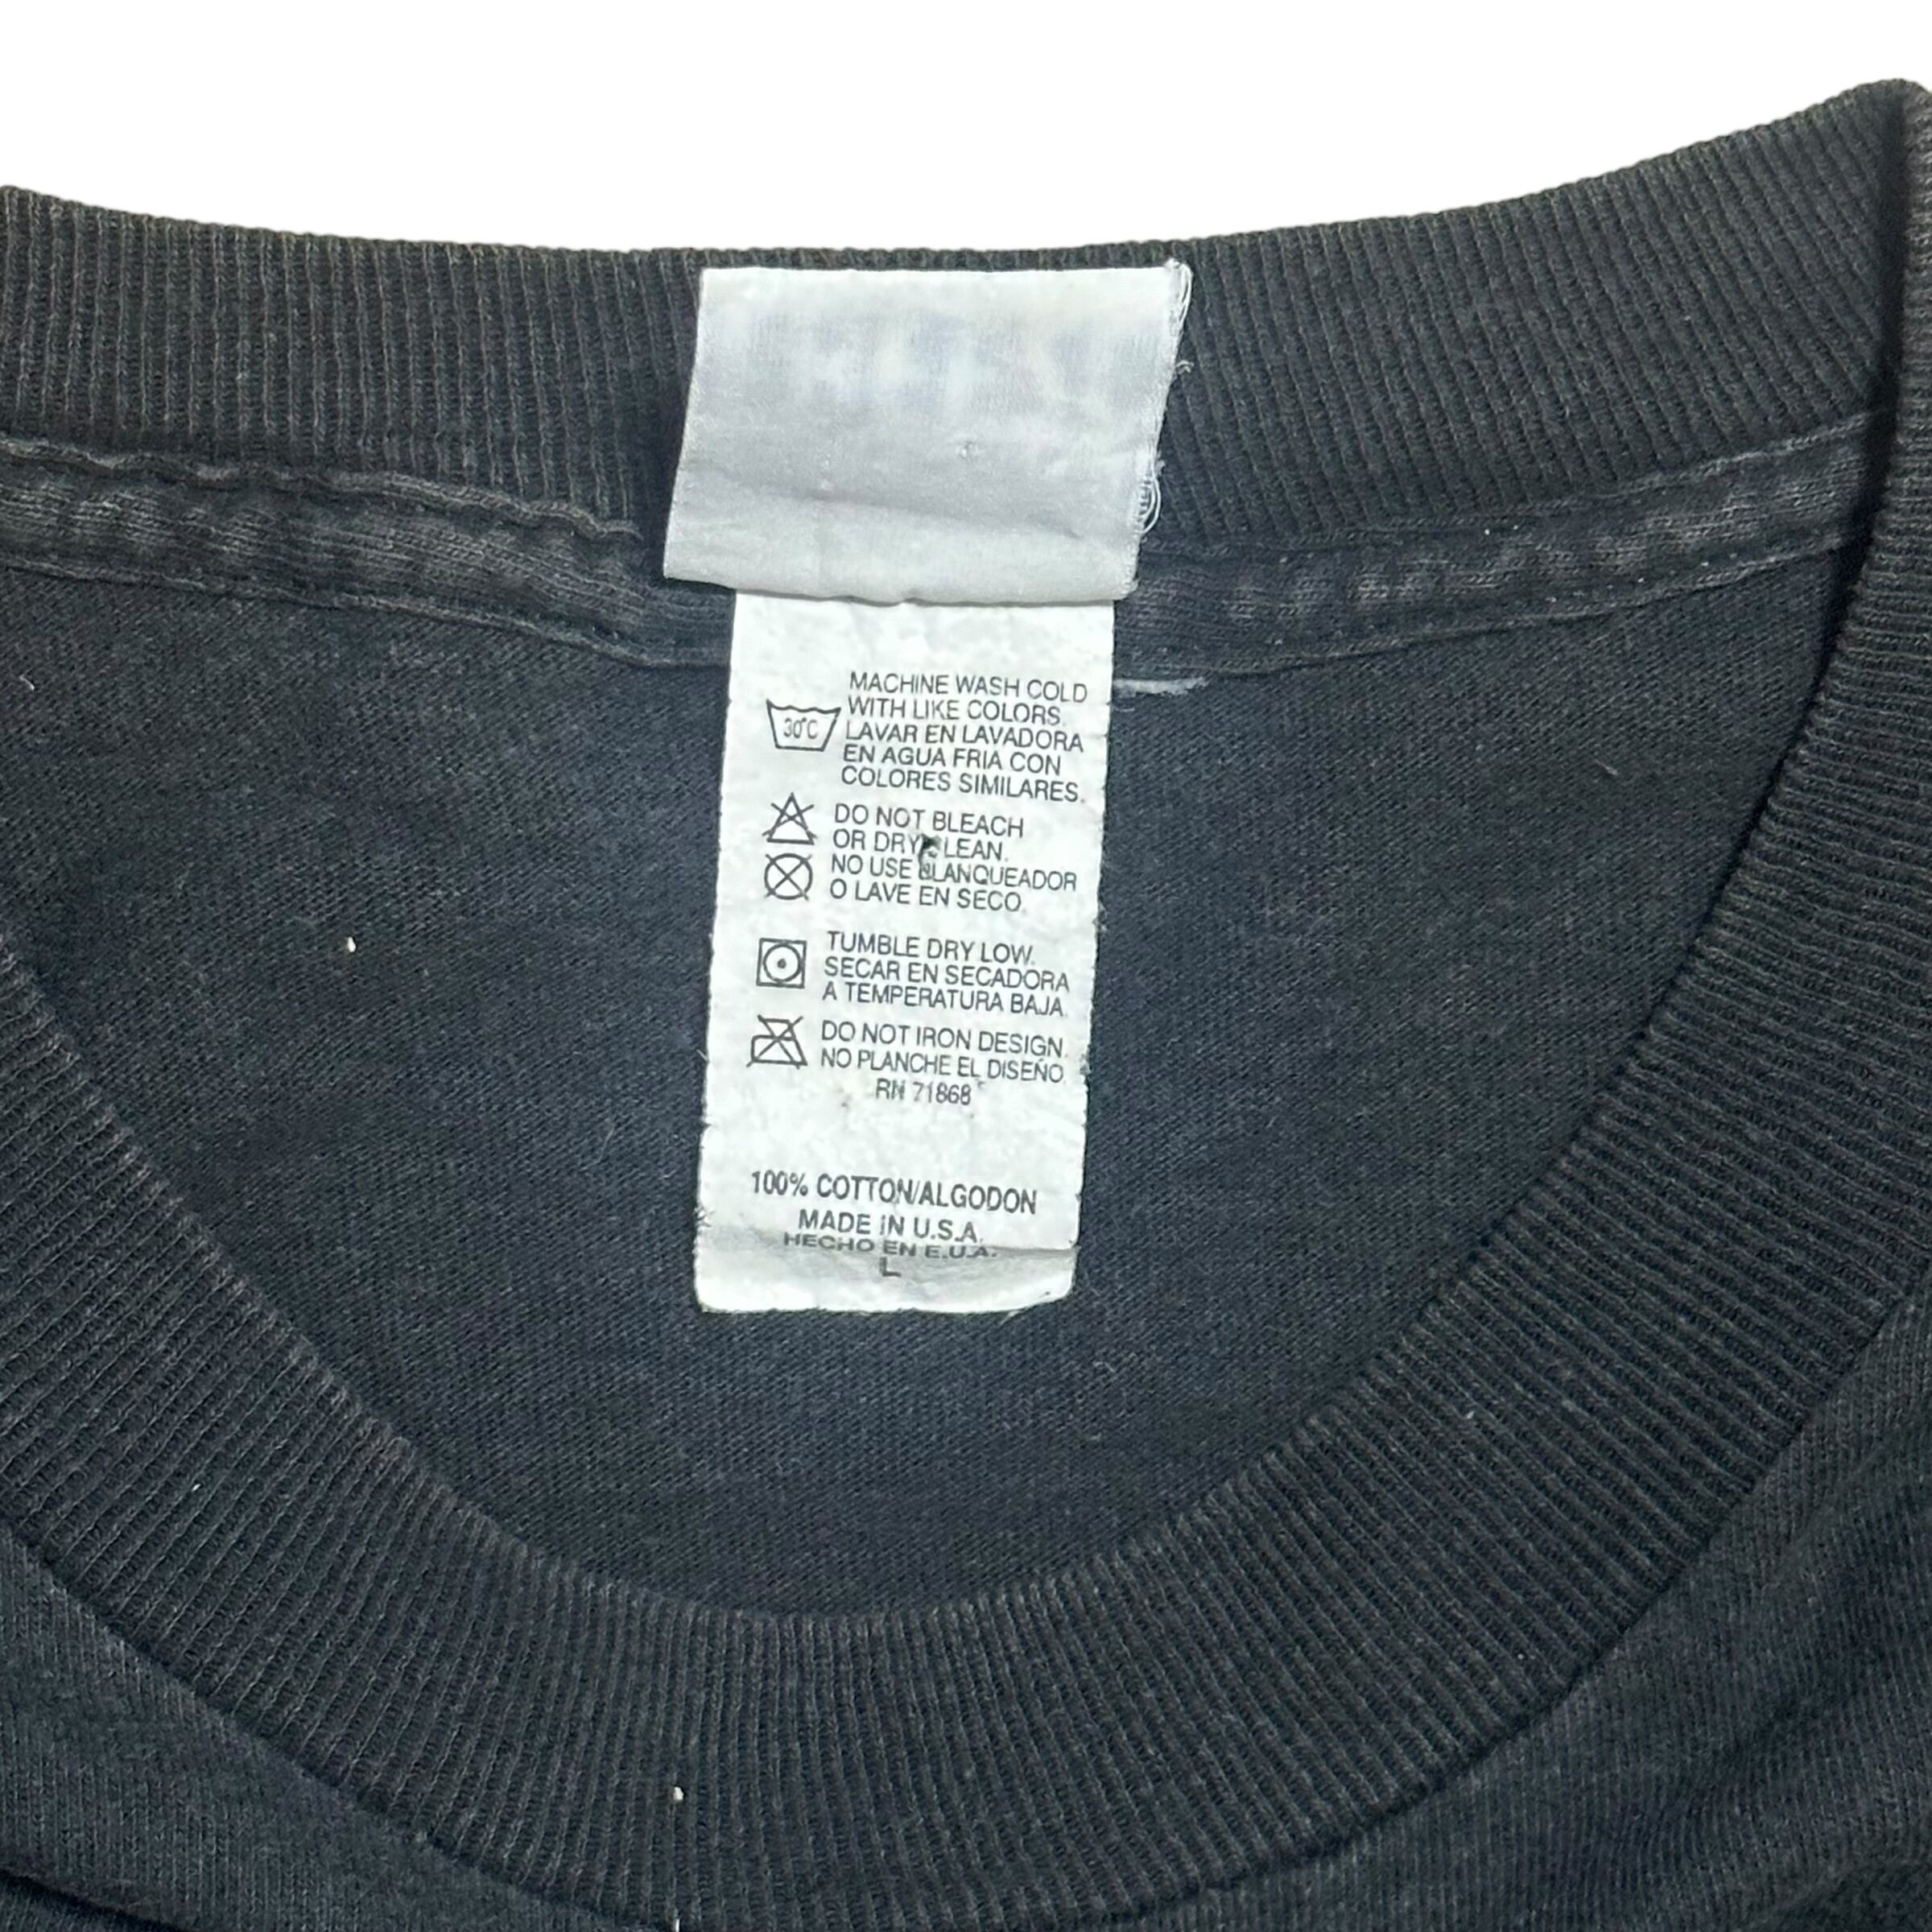 MACHINE WASH COLD
WITH LIKE COLORS.
30°C
LAVAR EN LAVADORA
EN AGUA FRIA CON
COLORES SIMILARES.
DO NOT BLEACH
OR DRY CLEAN.
NO USE BLANQUEADOR
O LAVE EN SECO.
TUMBLE DRY LOW.
SECAR EN SECADORA
A TEMPERATURA BAJA.
DO NOT IRON DESIGN.
NO PLANCHE EL DISEÑO.
RN 71868
100% COTTON/ALGODON
MADE IN U.S.A.
HECHO EN E.U.A.
L